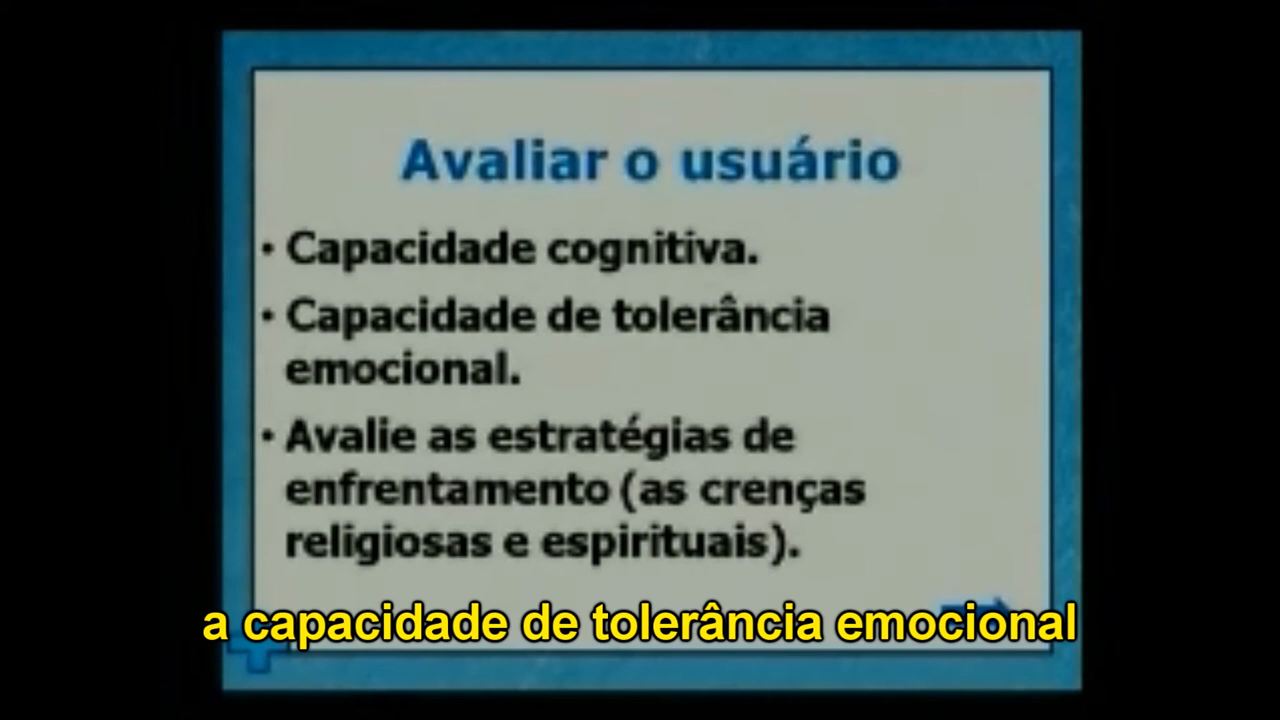 Avaliar o usuário
• Capacidade cognitiva.
• Capacidade de tolerância
emocional.
• Avalie as estratégias de
enfrentamento (as crenças
religiosas e espirituais).
a capacidade de tolerância emocional